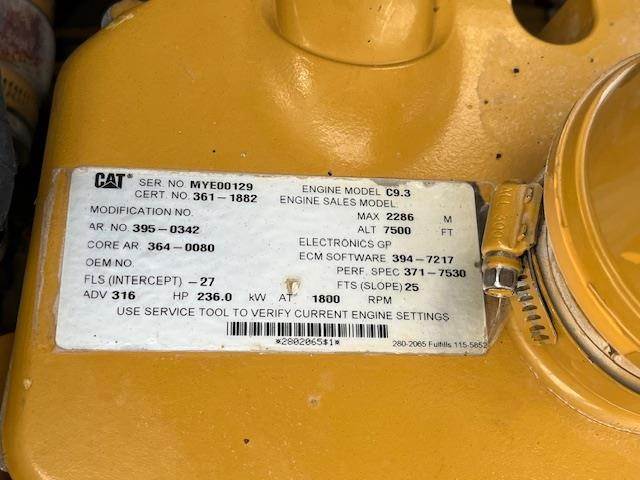 CAT® SER. NO. MYE00129 ENGINE MODEL C9.3
CERT. NO. 361-1882 ENGINE SALES MODEL
MODIFICATION NO. MAX 2286 M
AR. NO. 395-0342 ALT 7500 FT
CORE AR. 364-0080 ELECTRONICS GP
OEM NO. ECM SOFTWARE 394-7217
PERF. SPEC 371-7530
FLS (INTERCEPT) -27 FTS (SLOPE) 25
ADV 316 HP 236.0 kW AT 1800 RPM
USE SERVICE TOOL TO VERIFY CURRENT ENGINE SETTINGS
*2802065$1*
280-2065 Fulfills 115-5852